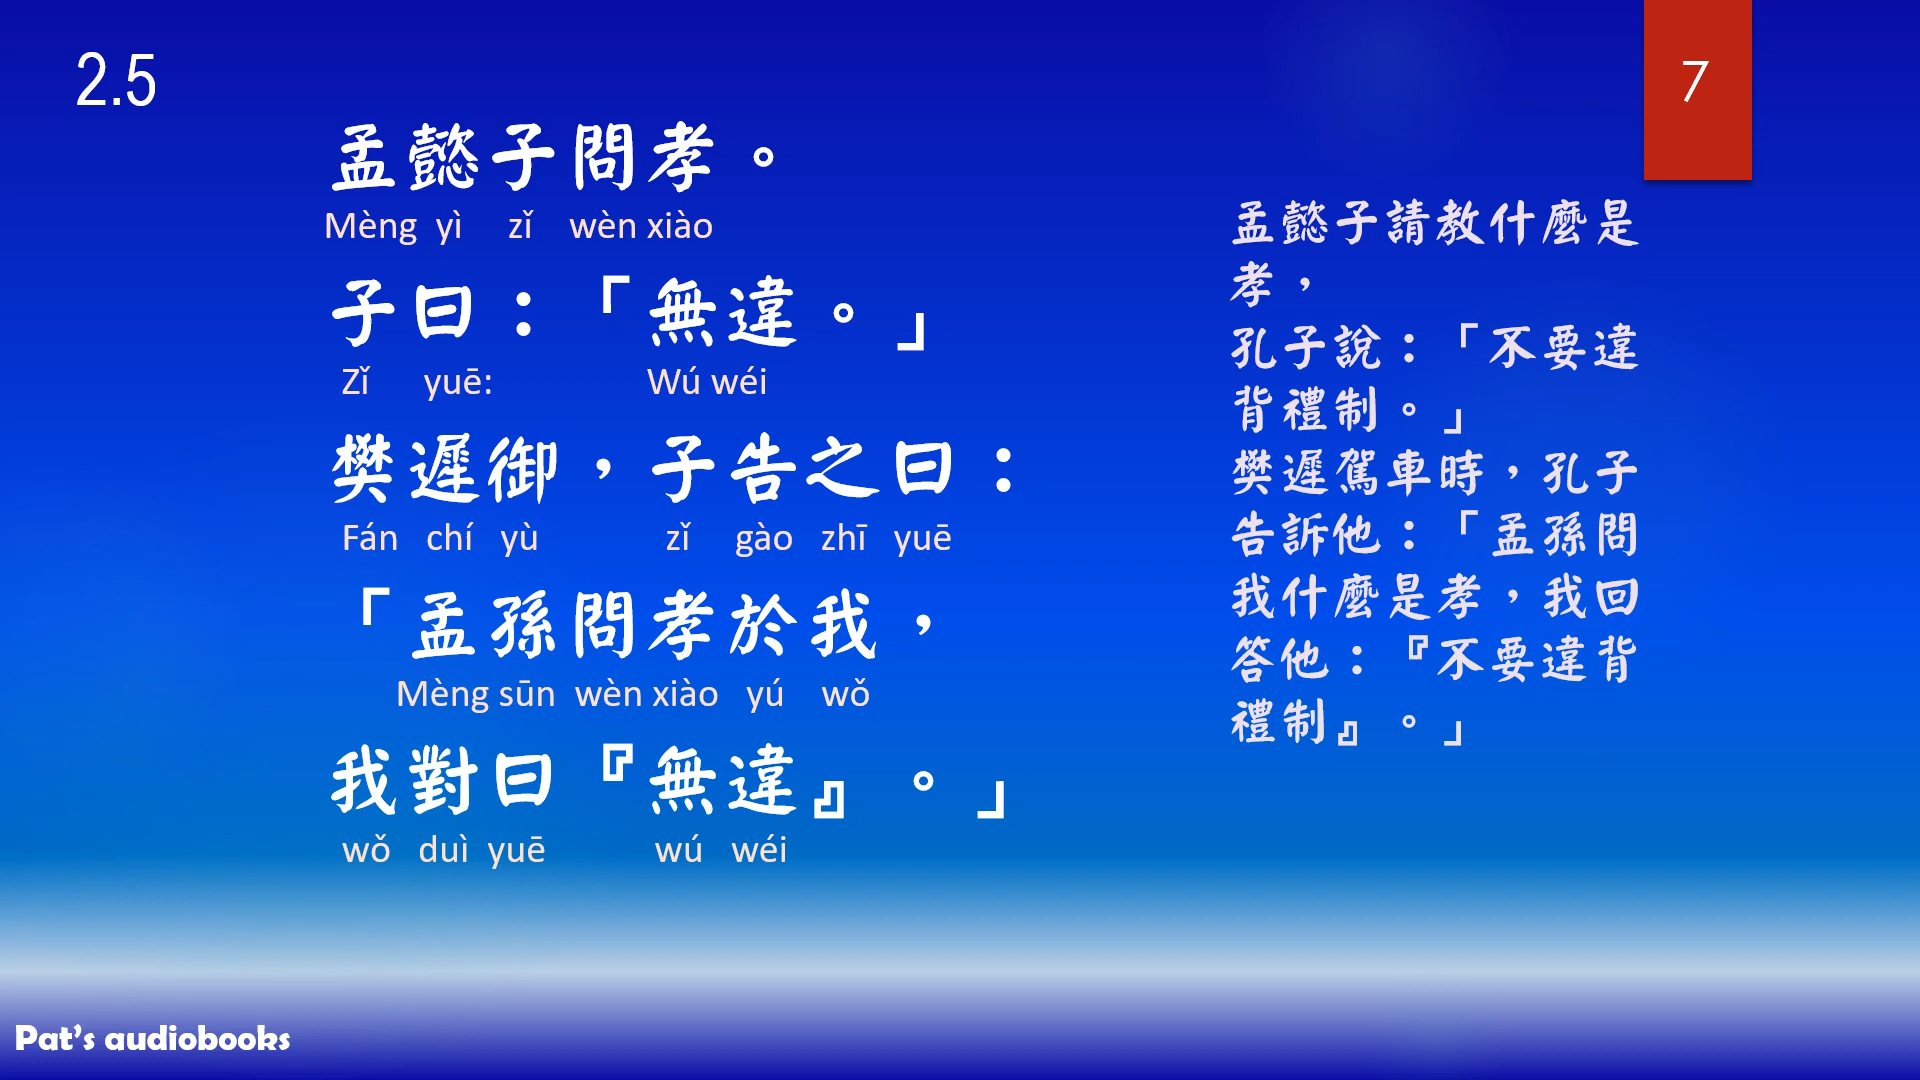 2.5
7
孟懿子問孝。
Mèng yì zǐ wèn xiào
子曰：「無違。」
Zǐ yuē: Wú wéi
樊遲御，子告之曰：
Fán chí yù zǐ gào zhī yuē
「孟孫問孝於我，
Mèng sūn wèn xiào yú wǒ
我對曰『無違』。」
wǒ duì yuē wú wéi
孟懿子請教什麼是
孝，
孔子說：「不要違
背禮制。」
樊遲駕車時，孔子
告訴他：「孟孫問
我什麼是孝，我回
答他：『不要違背
禮制』。」
Pat's audiobooks